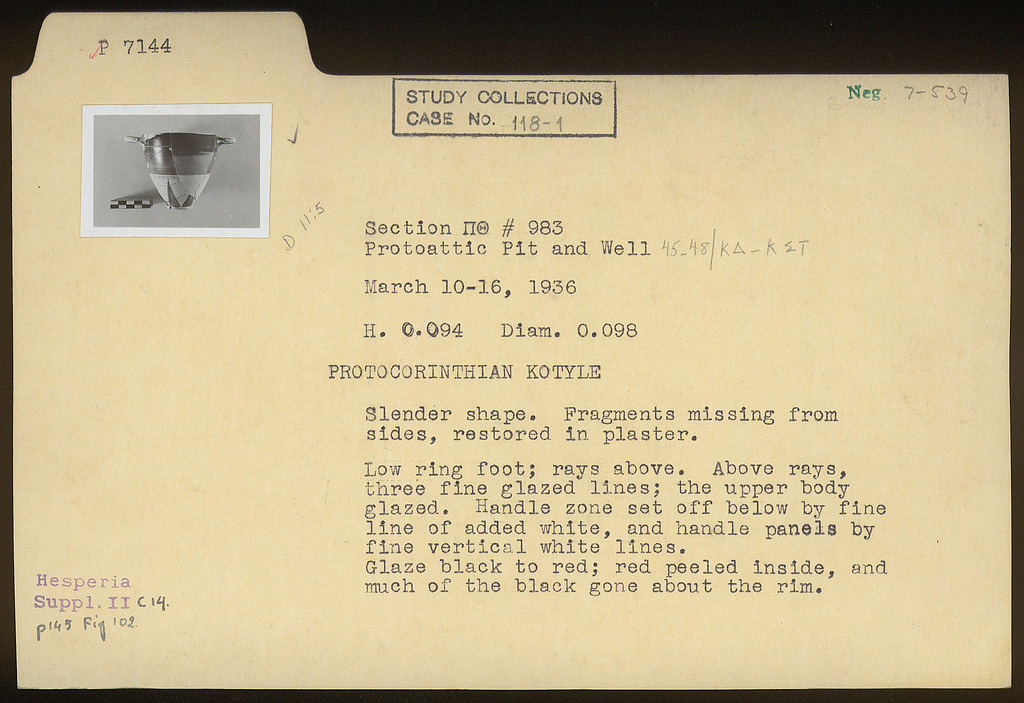 P 7144
STUDY COLLECTIONS
CASE No. 118-1
Neg. 7-539
D 11:5
Section ΠΘ # 983
Protoattic Pit and Well 45-48/ΚΔ-ΚΣΤ
March 10-16, 1936
H. 0.094 Diam. 0.098
PROTOCORINTHIAN KOTYLE
Slender shape. Fragments missing from
sides, restored in plaster.
Low ring foot; rays above. Above rays,
three fine glazed lines; the upper body
glazed. Handle zone set off below by fine
line of added white, and handle panels by
fine vertical white lines.
Glaze black to red; red peeled inside, and
much of the black gone about the rim.
Hesperia
Suppl. II C 14.
p 145 Fig 102.